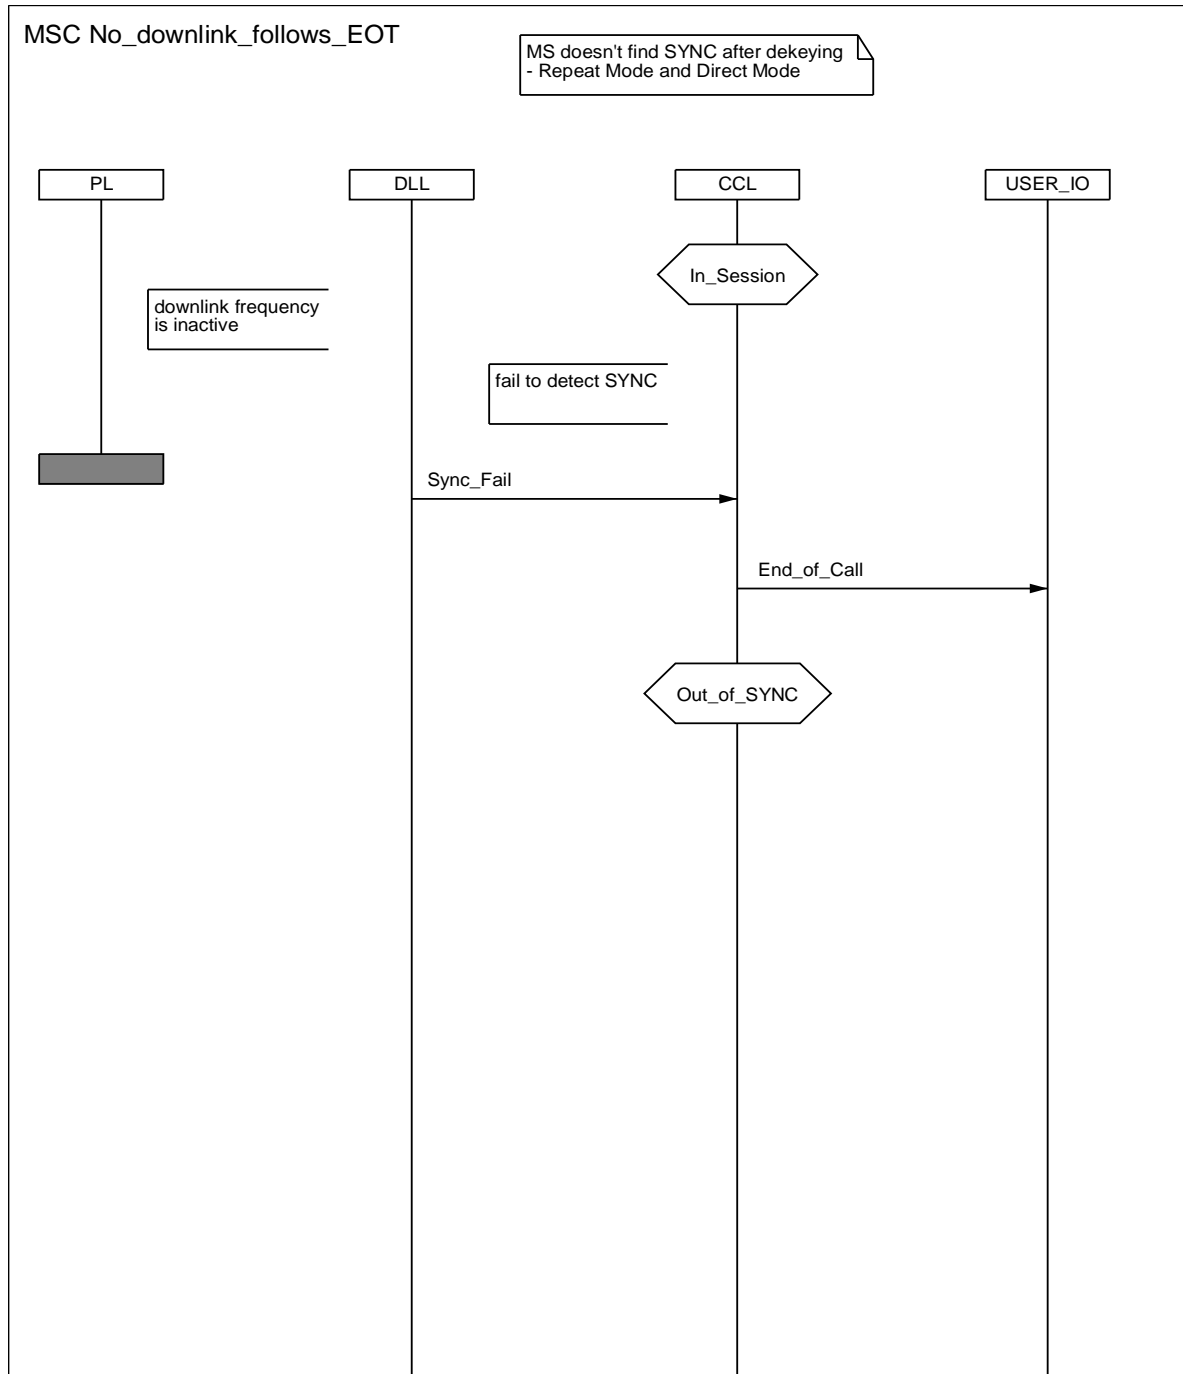 MSC No_downlink_follows_EOT
MS doesn't find SYNC after dekeying
- Repeat Mode and Direct Mode
PL
DLL
CCL
USER_IO
In_Session
downlink frequency
is inactive
fail to detect SYNC
Sync_Fail
End_of_Call
Out_of_SYNC